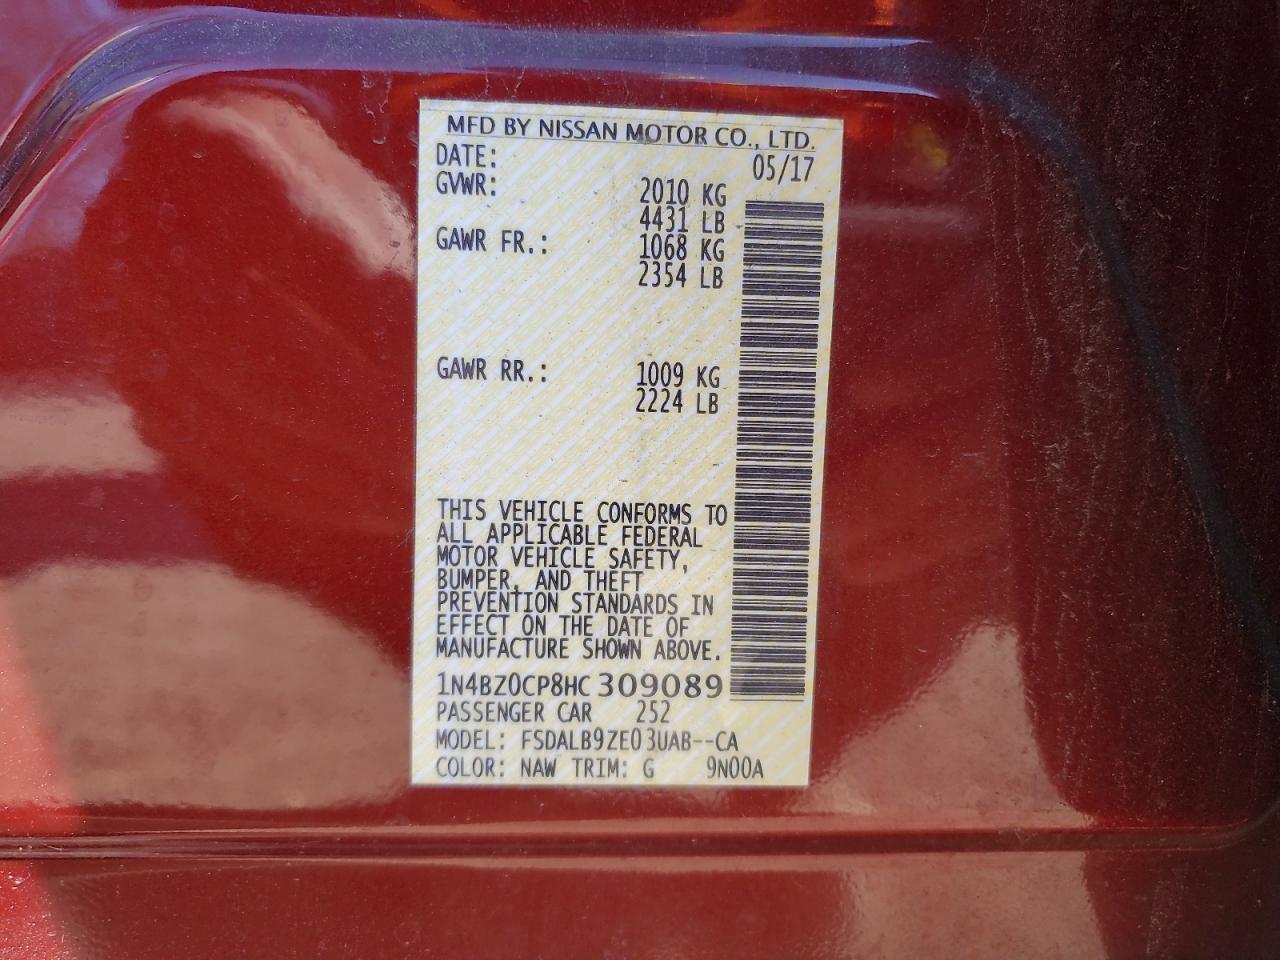 MFD BY NISSAN MOTOR CO., LTD.
DATE: 05/17
GVWR: 2010 KG
4431 LB
GAWR FR.: 1068 KG
2354 LB
GAWR RR.: 1009 KG
2224 LB
THIS VEHICLE CONFORMS TO
ALL APPLICABLE FEDERAL
MOTOR VEHICLE SAFETY,
BUMPER, AND THEFT
PREVENTION STANDARDS IN
EFFECT ON THE DATE OF
MANUFACTURE SHOWN ABOVE.
1N4BZ0CP8HC309089
PASSENGER CAR 252
MODEL: FSDALB9ZE03UAB--CA
COLOR: NAW TRIM: G 9N00A